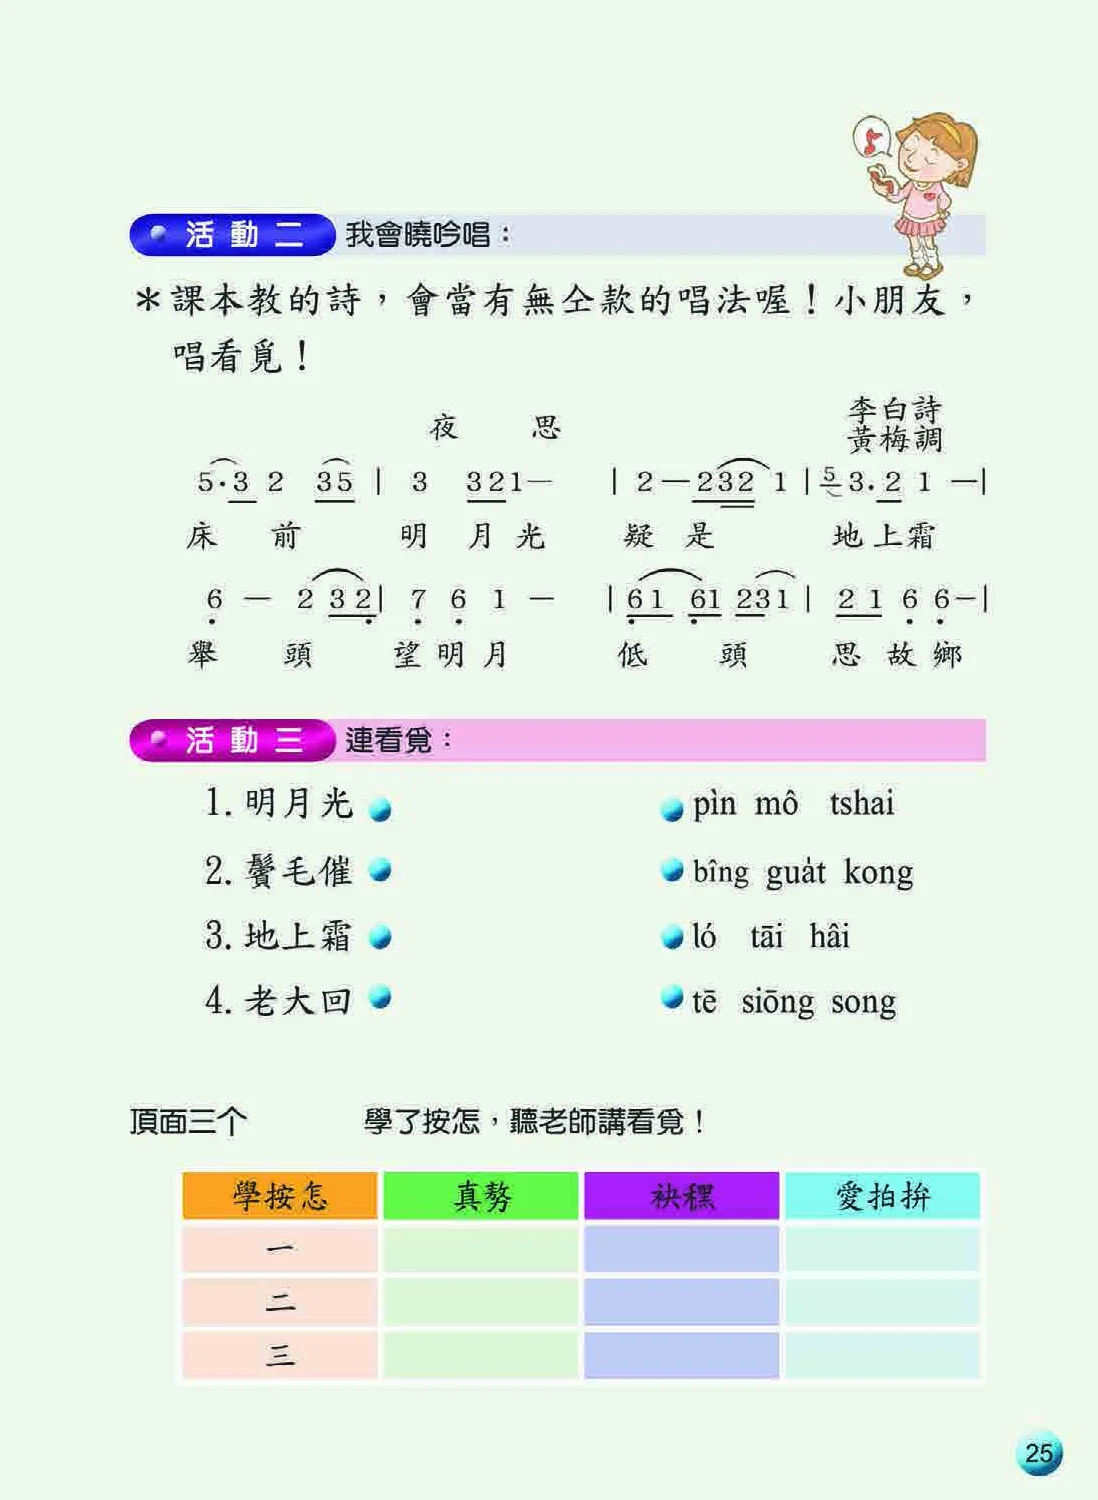 活動二 我會曉吟唱：
＊課本教的詩，會當有無仝款的唱法喔！小朋友，
唱看覓！
夜 思
李白詩
黃梅調
5·3 2 35 | 3 321— | 2—232 1 | 5 3. 2 1 —|
床 前 明 月 光 疑 是 地上霜
6 — 2 32| 7 6 1 — | 61 61 231 | 2 1 6 6—|
舉 頭 望明月 低 頭 思故鄉
活動三 連看覓：
1. 明月光 pìn mô tshai
2. 鬢毛催 bîng gua̍t kong
3. 地上霜 ló tāi hâi
4. 老大回 tē siōng song
頂面三个 學了按怎，聽老師講看覓！
學按怎 真勢 袂䆀 愛拍拚
一
二
三
25